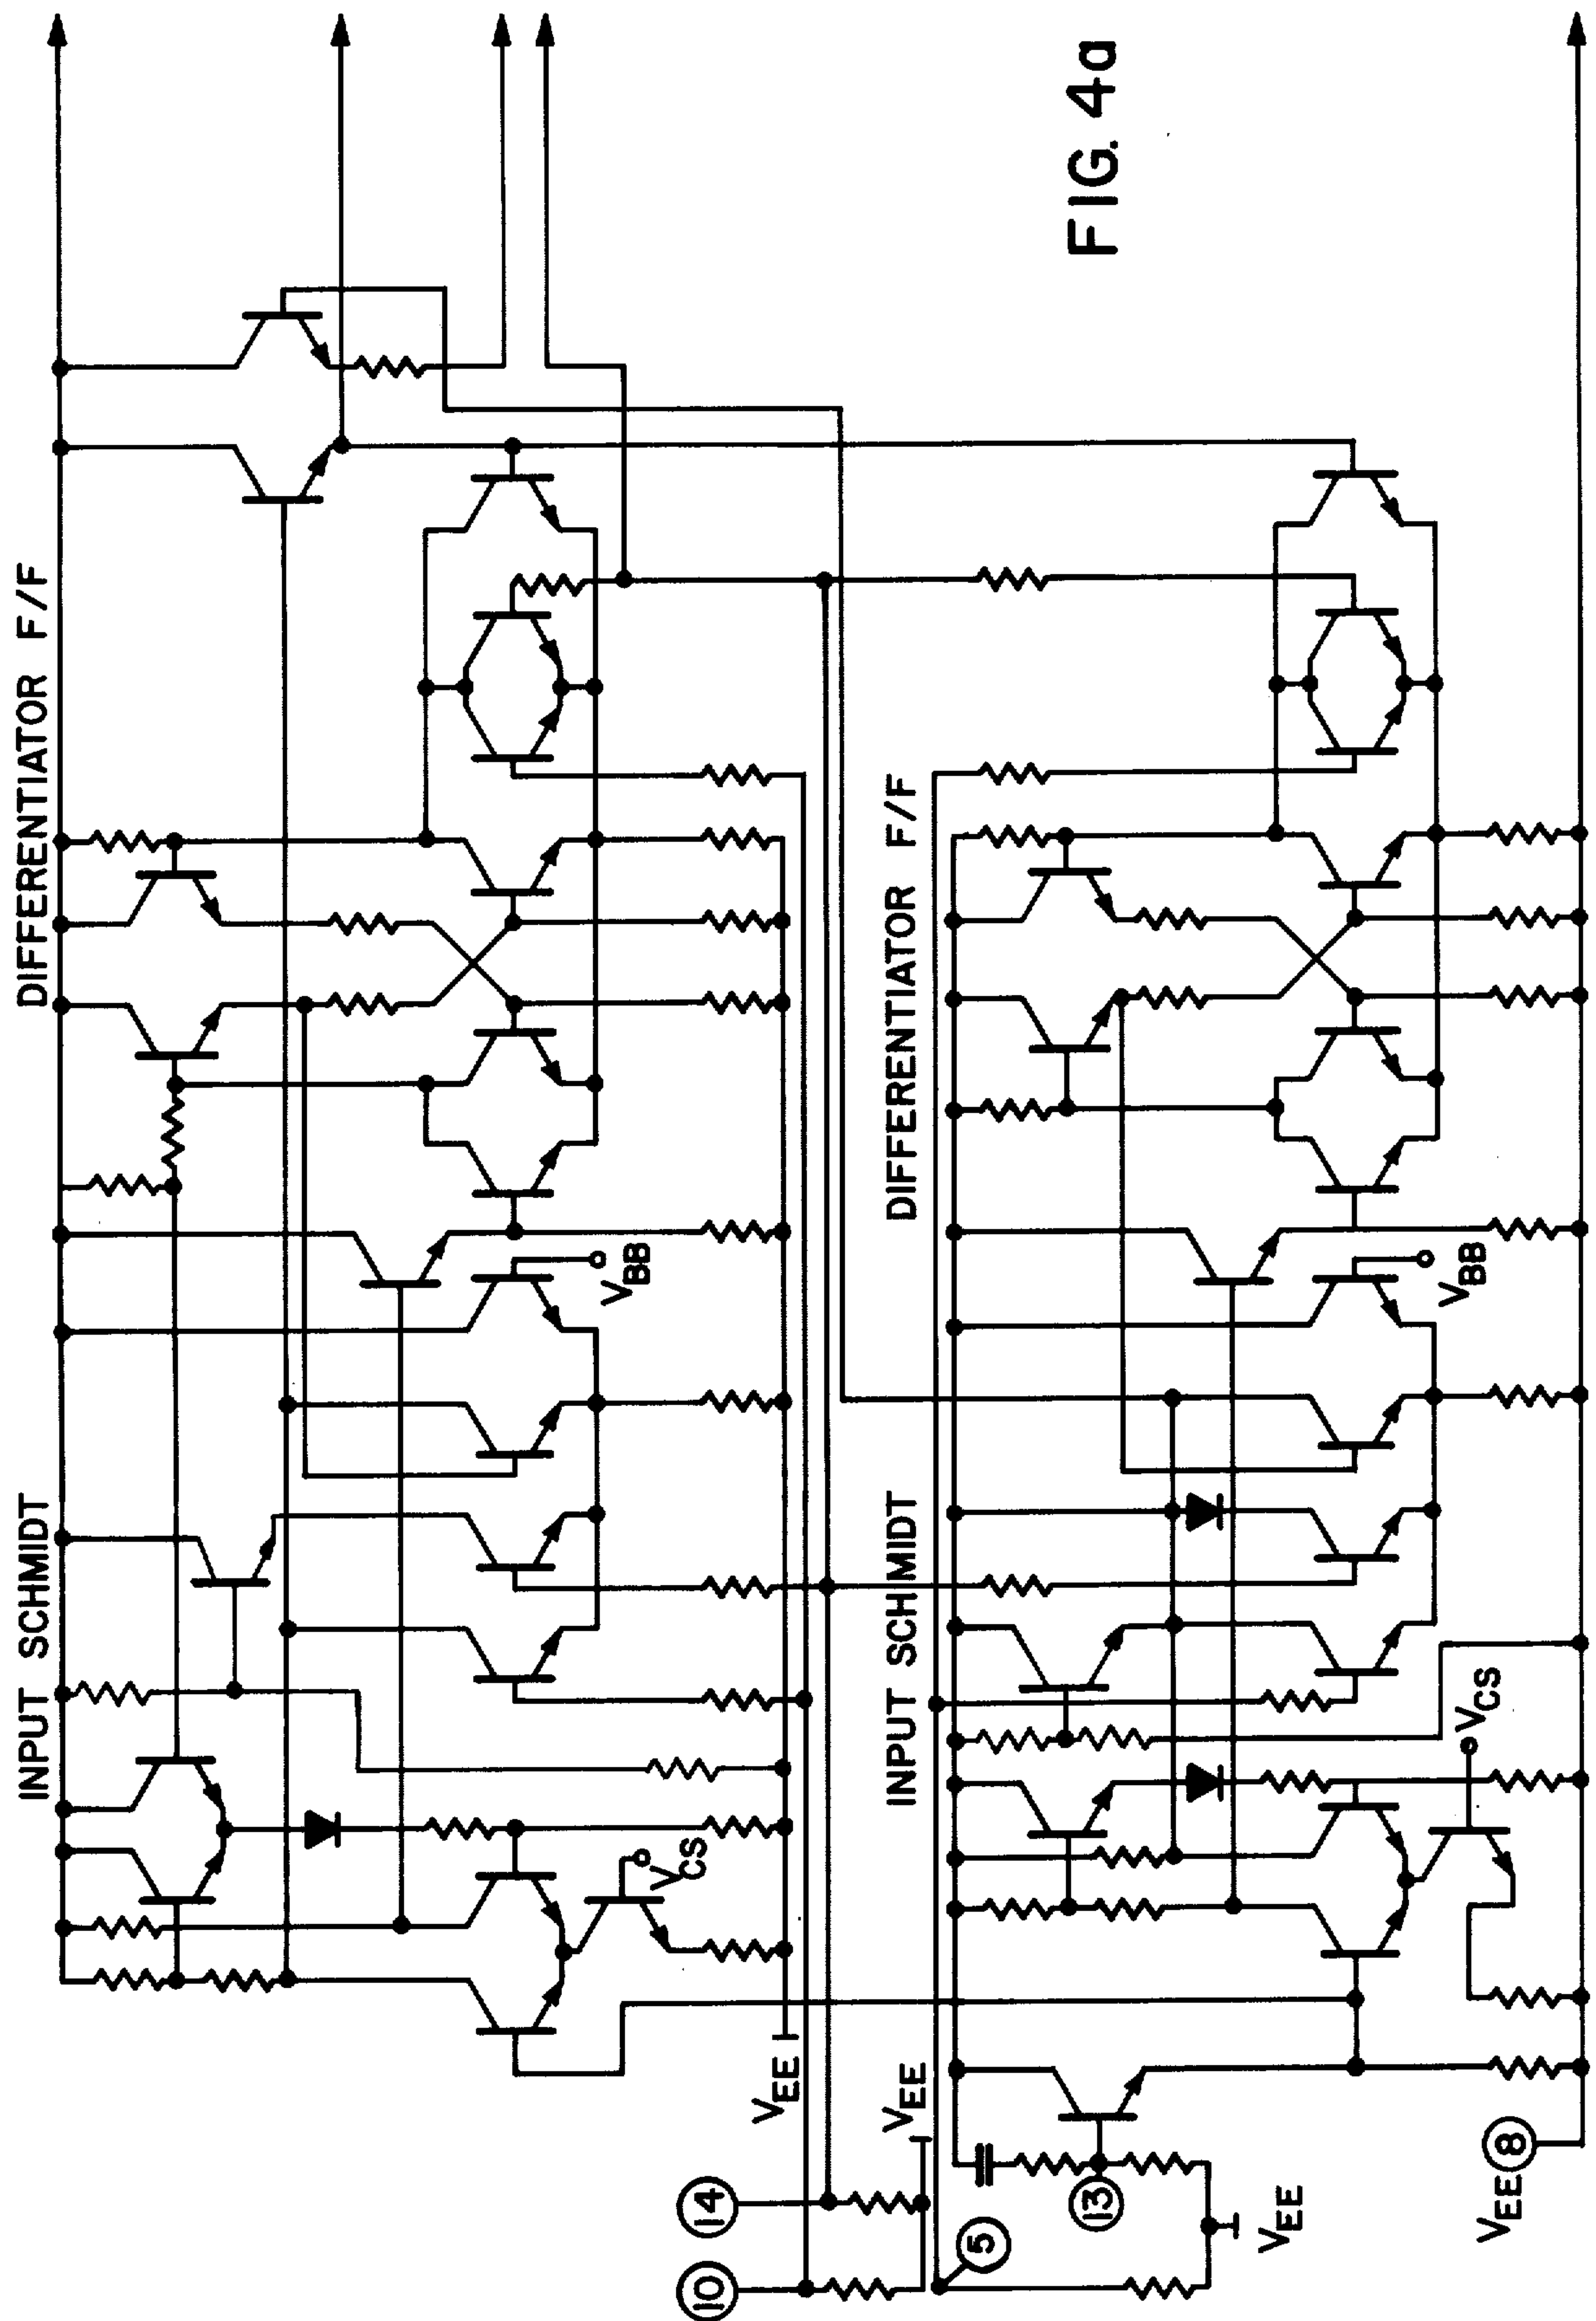 DIFFERENTIATOR F/F
INPUT SCHMIDT
VBB
VCS
VEE
FIG. 4a
DIFFERENTIATOR F/F
INPUT SCHMIDT
VBB
VCS
VEE
14
10
5
13
VEE
VEE 8